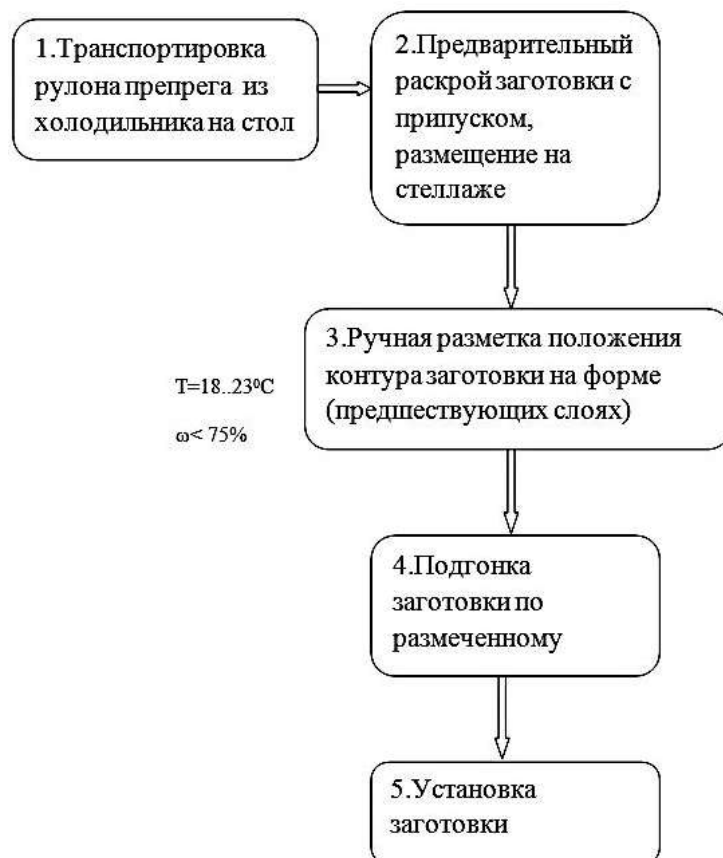 1.Транспортировка
рулона препрега из
холодильника на стол
2.Предварительный
раскрой заготовки с
припуском,
размещение на
стеллаже
3.Ручная разметка положения
контура заготовки на форме
(предшествующих слоях)
T=18..23⁰C
ω< 75%
4.Подгонка
заготовки по
размеченному
5.Установка
заготовки